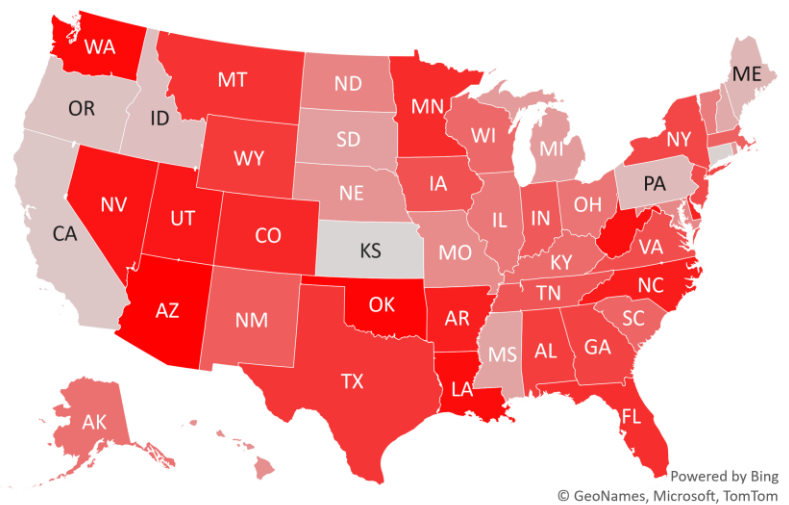 WA
MT
ND
MN
ME
OR
ID
SD
WI
MI
NY
WY
NE
IA
PA
NV
UT
CO
IL
IN
OH
CA
KS
MO
KY
VA
AZ
NM
OK
AR
TN
NC
SC
MS
AL
GA
TX
LA
FL
AK
Powered by Bing
© GeoNames, Microsoft, TomTom